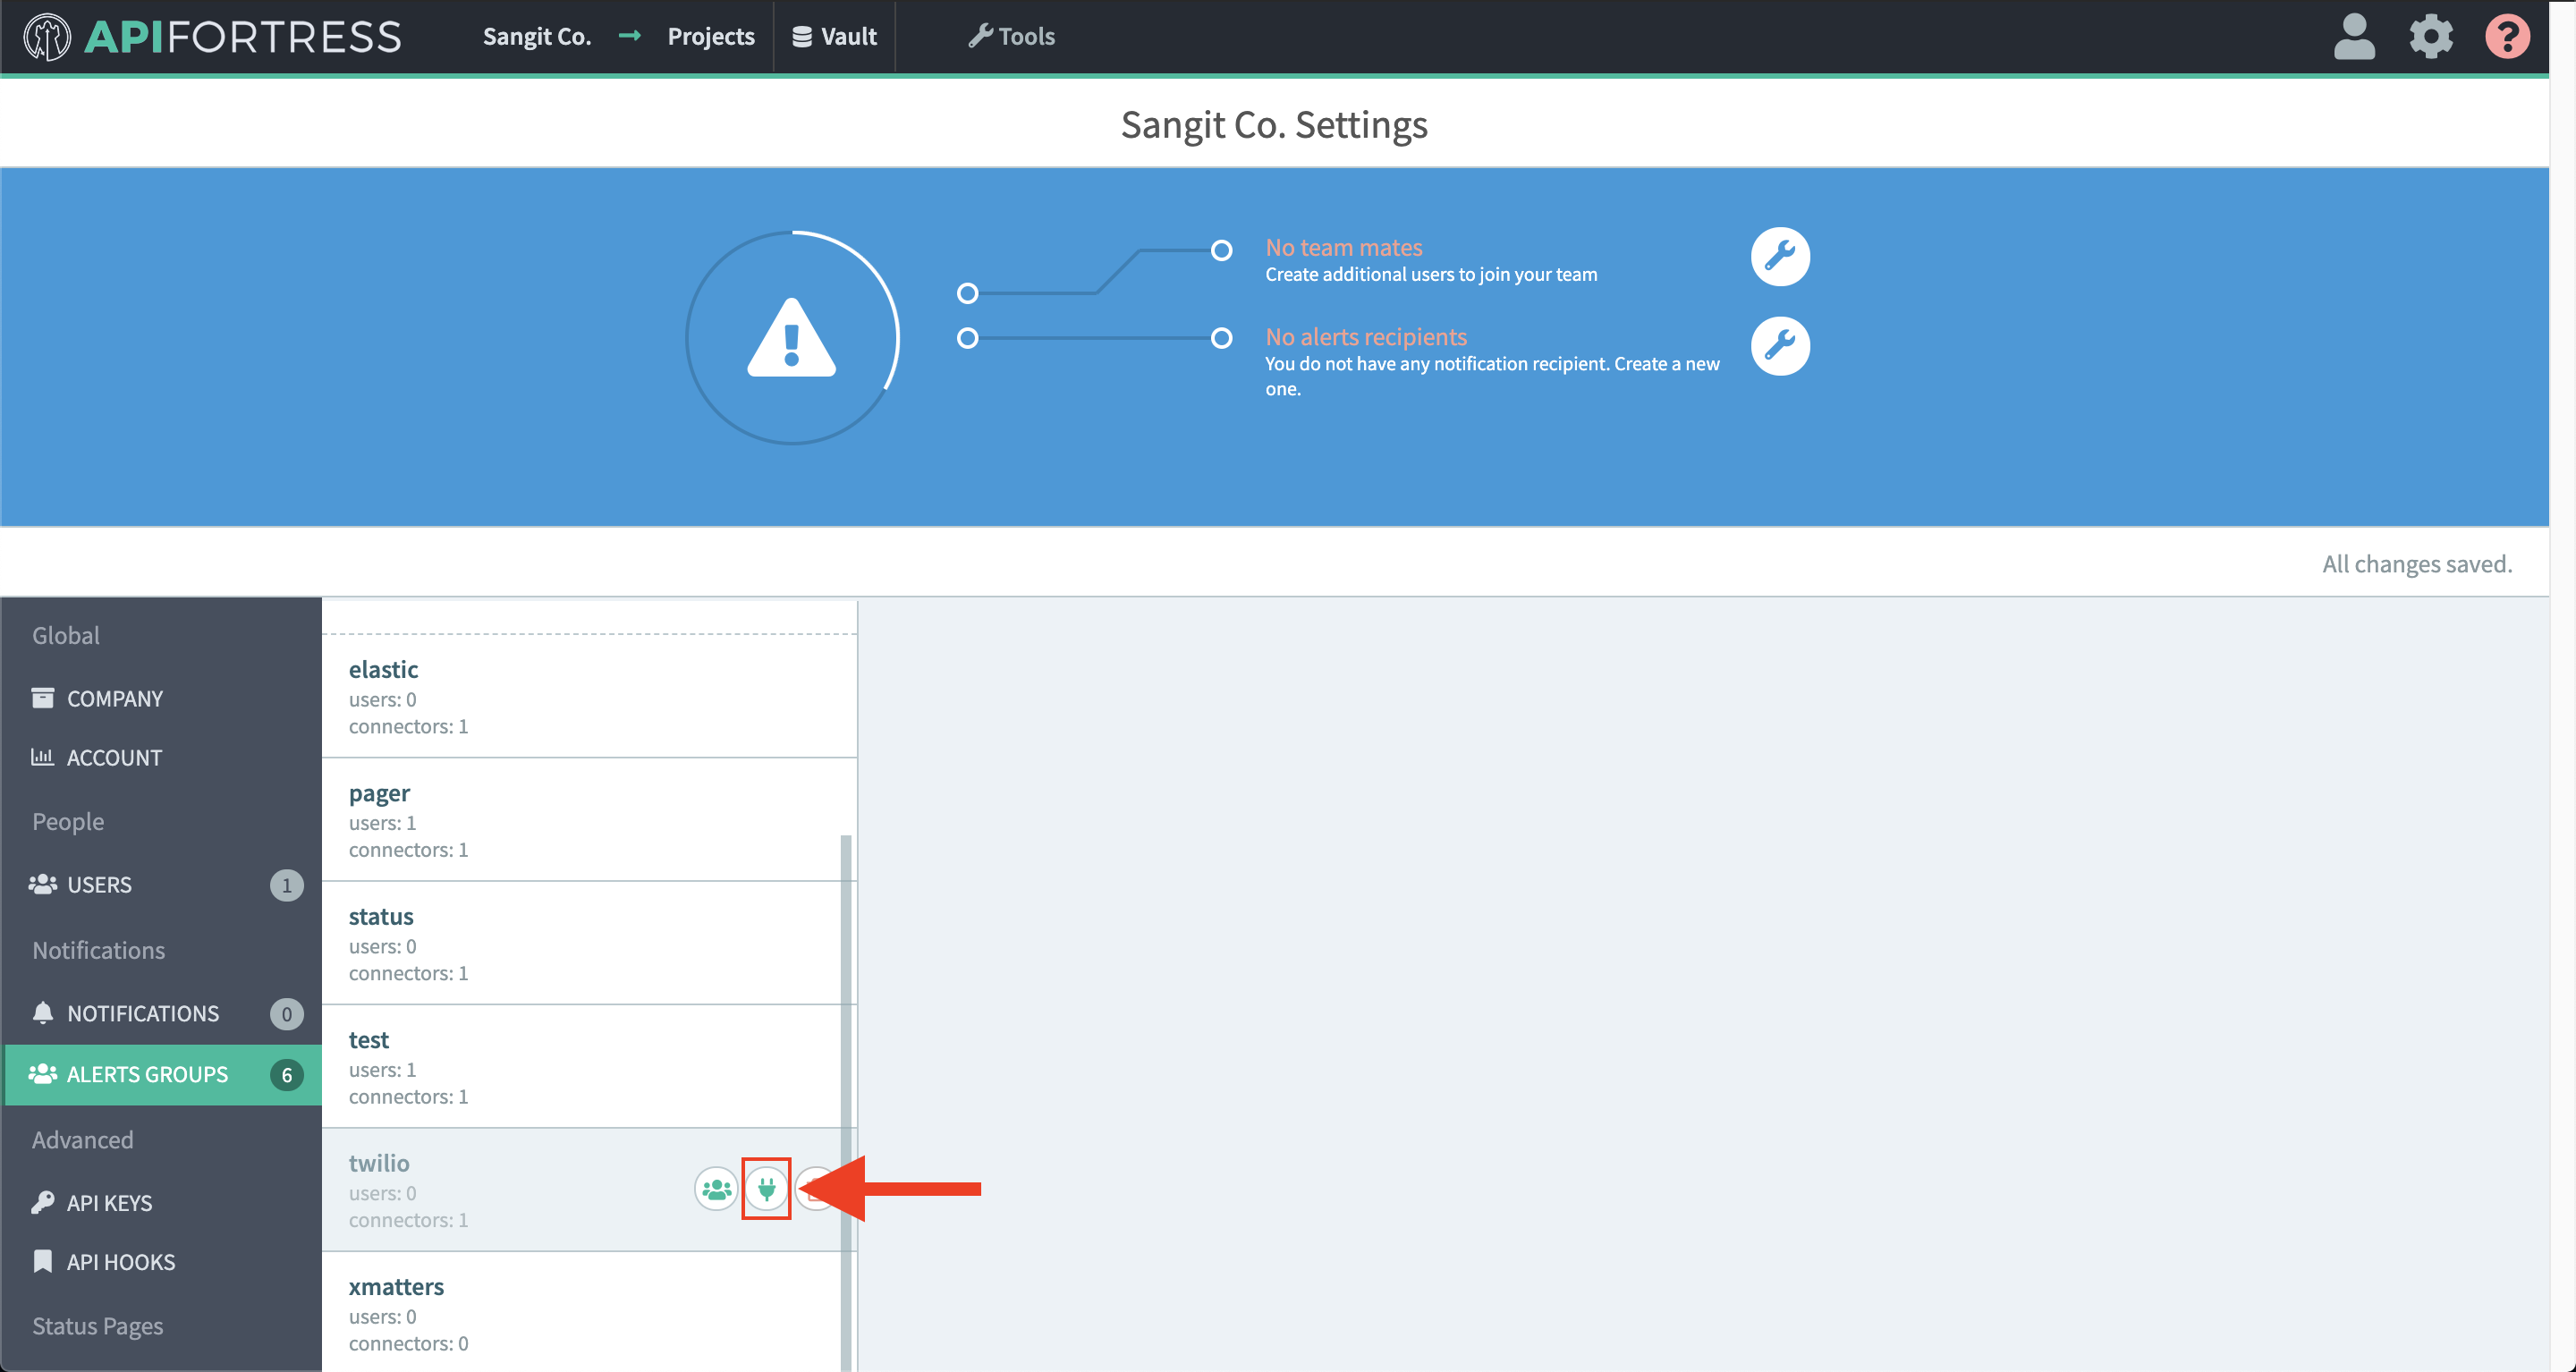 APIFORTRESS
Sangit Co. → Projects
Vault
Tools
?
Sangit Co. Settings
No team mates
Create additional users to join your team
No alerts recipients
You do not have any notification recipient. Create a new
one.
All changes saved.
Global
COMPANY
ACCOUNT
People
USERS 1
Notifications
NOTIFICATIONS 0
ALERTS GROUPS 6
Advanced
API KEYS
API HOOKS
Status Pages
elastic
users: 0
connectors: 1
pager
users: 1
connectors: 1
status
users: 0
connectors: 1
test
users: 1
connectors: 1
twilio
users: 0
connectors: 1
xmatters
users: 0
connectors: 0